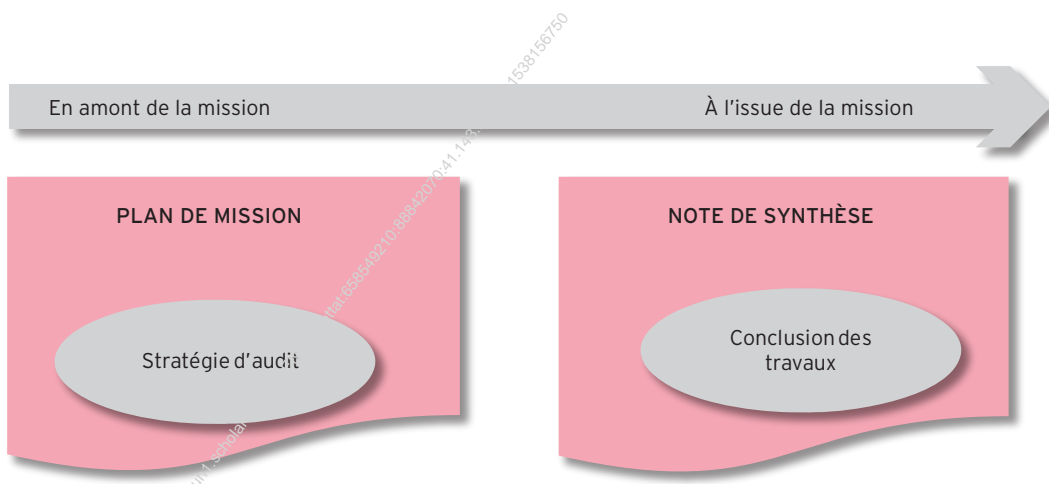 En amont de la mission
À l'issue de la mission
PLAN DE MISSION
NOTE DE SYNTHÈSE
Stratégie d'audit
Conclusion des
travaux